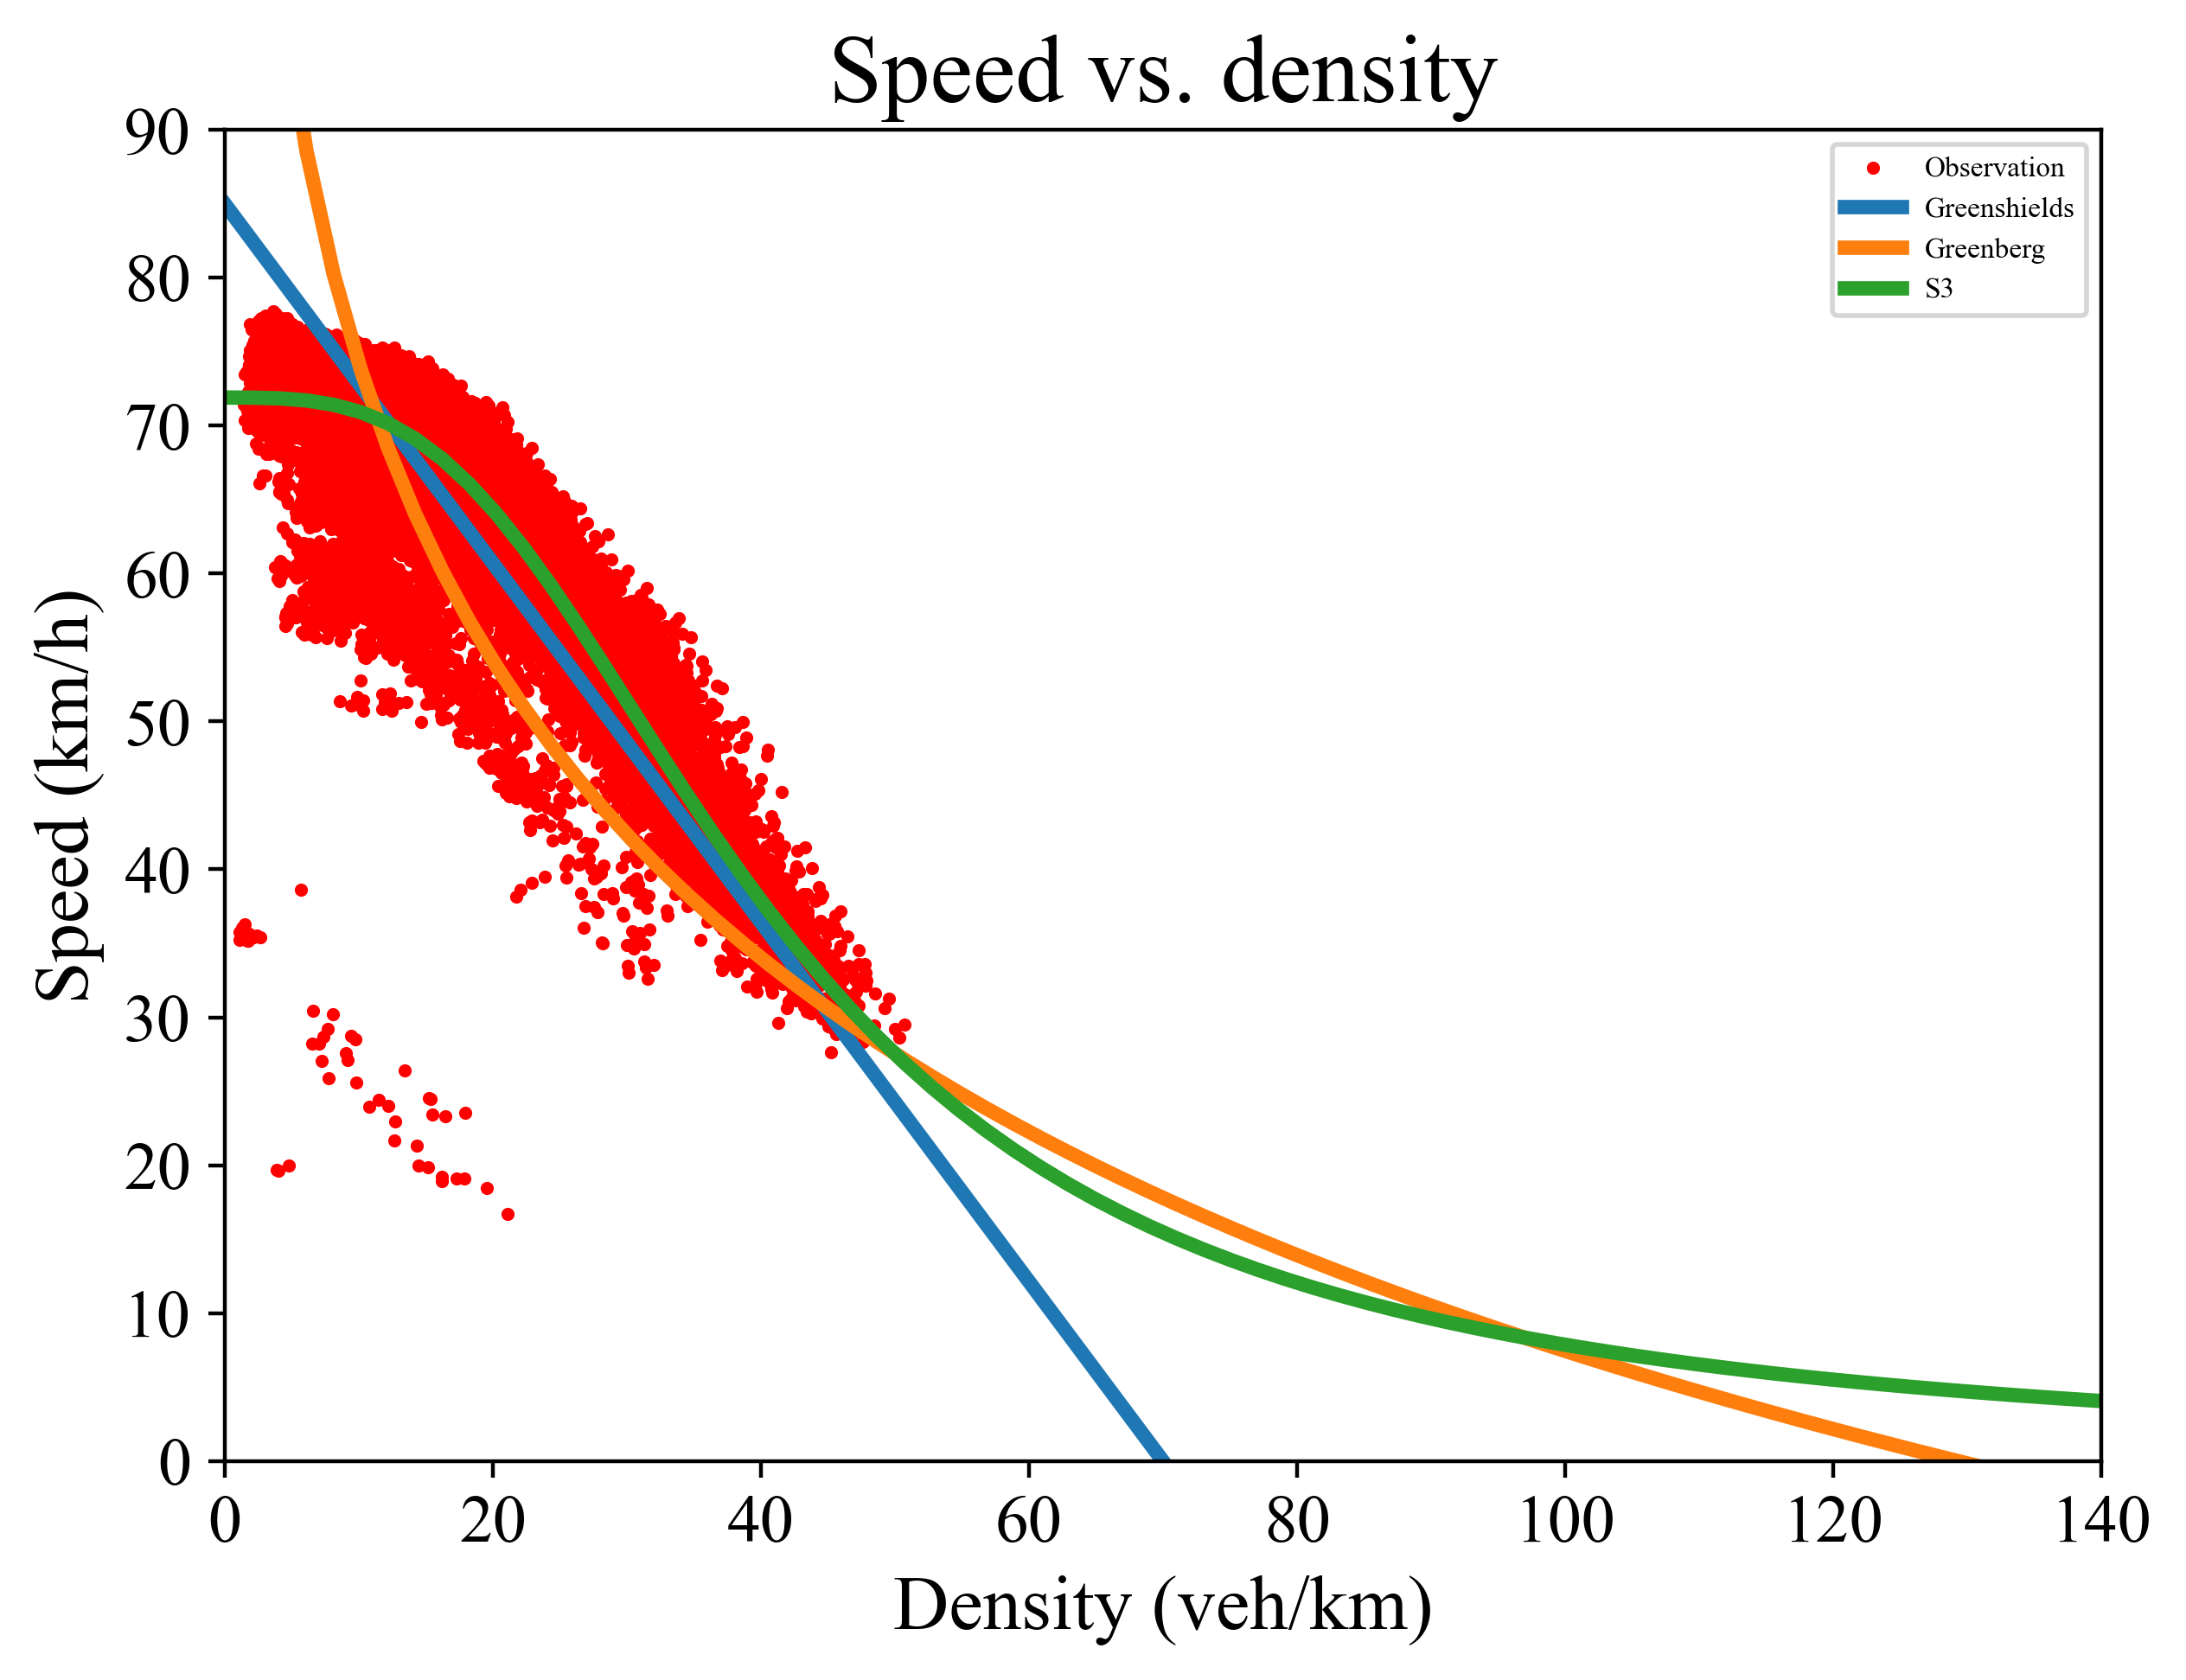 Speed vs. density
Observation
Greenshields
Greenberg
S3
Speed (km/h)
90
80
70
60
50
40
30
20
10
0
0 20 40 60 80 100 120 140
Density (veh/km)